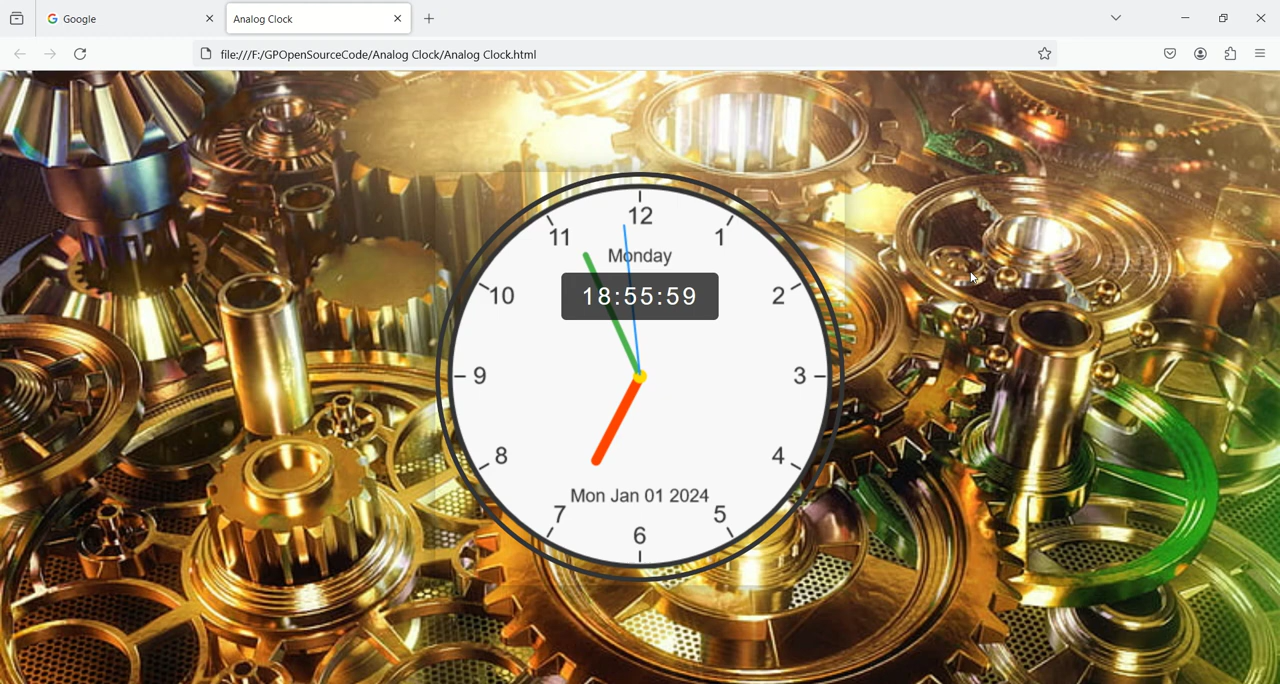 Google
Analog Clock
file:///F:/GPOpenSourceCode/Analog Clock/Analog Clock.html
12
11
1
Monday
10
18:55:59
2
9
3
8
4
Mon Jan 01 2024
7
5
6